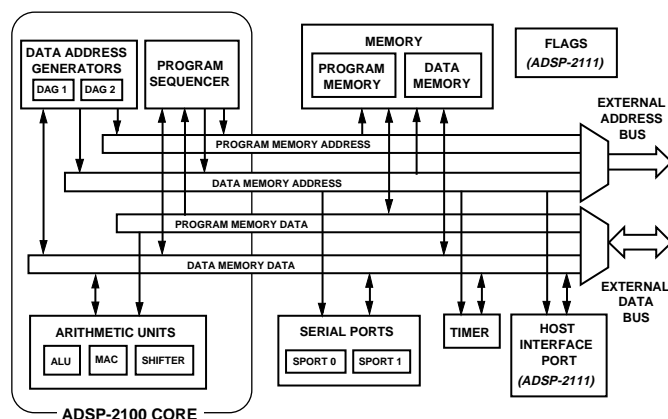 DATA ADDRESS
GENERATORS
DAG 1
DAG 2
PROGRAM
SEQUENCER
MEMORY
PROGRAM
MEMORY
DATA
MEMORY
FLAGS
(ADSP-2111)
EXTERNAL
ADDRESS
BUS
PROGRAM MEMORY ADDRESS
DATA MEMORY ADDRESS
PROGRAM MEMORY DATA
DATA MEMORY DATA
EXTERNAL
DATA
BUS
ARITHMETIC UNITS
ALU
MAC
SHIFTER
SERIAL PORTS
SPORT 0
SPORT 1
TIMER
HOST
INTERFACE
PORT
(ADSP-2111)
ADSP-2100 CORE